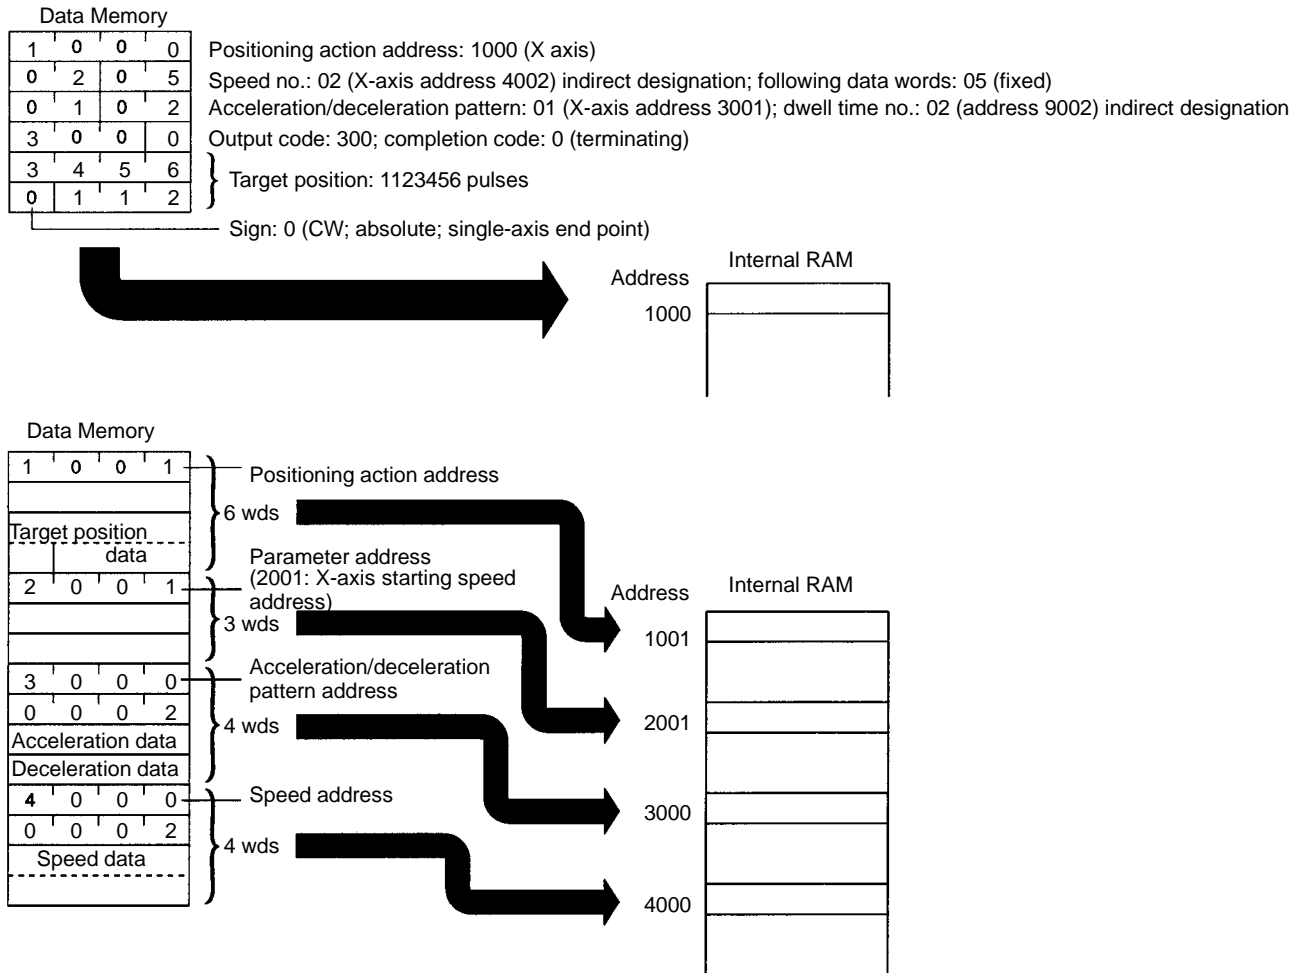 Data Memory
1 0 0 0 Positioning action address: 1000 (X axis)
0 2 0 5 Speed no.: 02 (X-axis address 4002) indirect designation; following data words: 05 (fixed)
0 1 0 2 Acceleration/deceleration pattern: 01 (X-axis address 3001); dwell time no.: 02 (address 9002) indirect designation
3 0 0 0 Output code: 300; completion code: 0 (terminating)
3 4 5 6
Target position: 1123456 pulses
0 1 1 2
Sign: 0 (CW; absolute; single-axis end point)
Internal RAM
Address
1000
Data Memory
1 0 0 1
Positioning action address
6 wds
Target position
data
Parameter address
(2001: X-axis starting speed
address)
2 0 0 1
3 wds
Acceleration/deceleration
pattern address
3 0 0 0
0 0 0 2
4 wds
Acceleration data
Deceleration data
Speed address
4 0 0 0
0 0 0 2
4 wds
Speed data
Internal RAM
Address
1001
2001
3000
4000